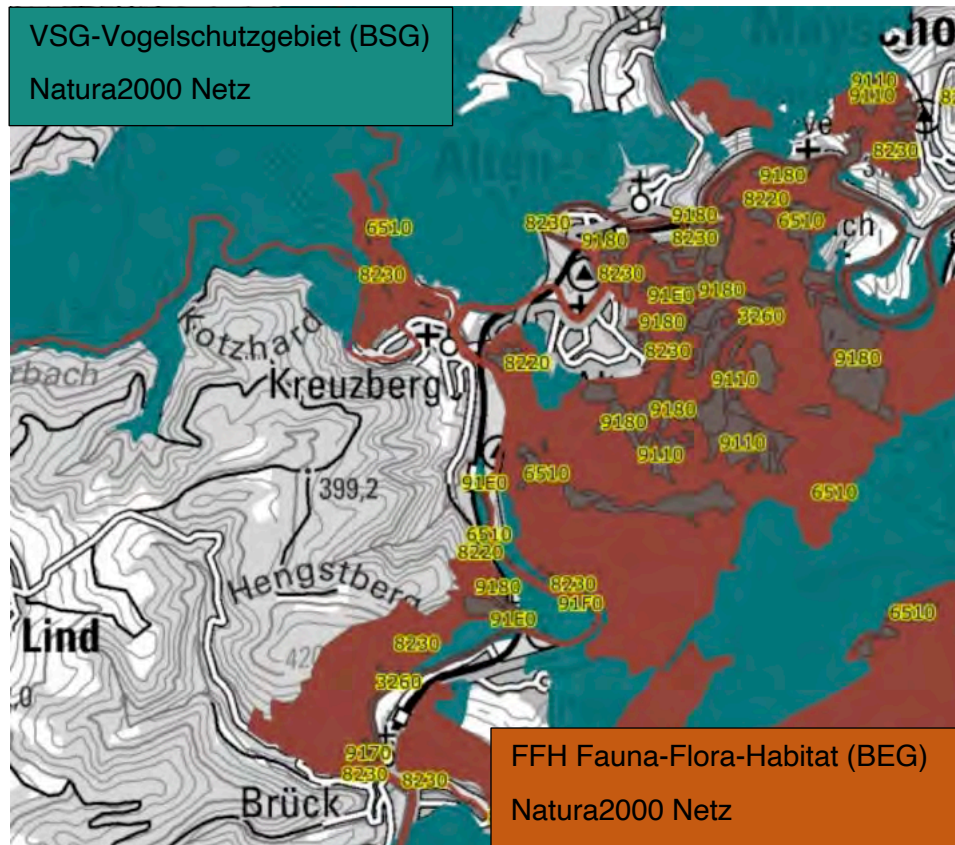 VSG-Vogelschutzgebiet (BSG)
Natura2000 Netz
9110
9110
8230
9180
8220
6510
6510
8230
9180
9180
8230
8230
8230
91E0
9180
3260
9180
8230
8220
9110
9180
9180
9180
9110
9110
6510
6510
91E0
6510
8220
9180
8230
91F0
91E0
8230
3260
6510
9170
8230
8230
Kotzhard
Kreuzberg
399,2
Hengstberg
Lind
Brück
FFH Fauna-Flora-Habitat (BEG)
Natura2000 Netz